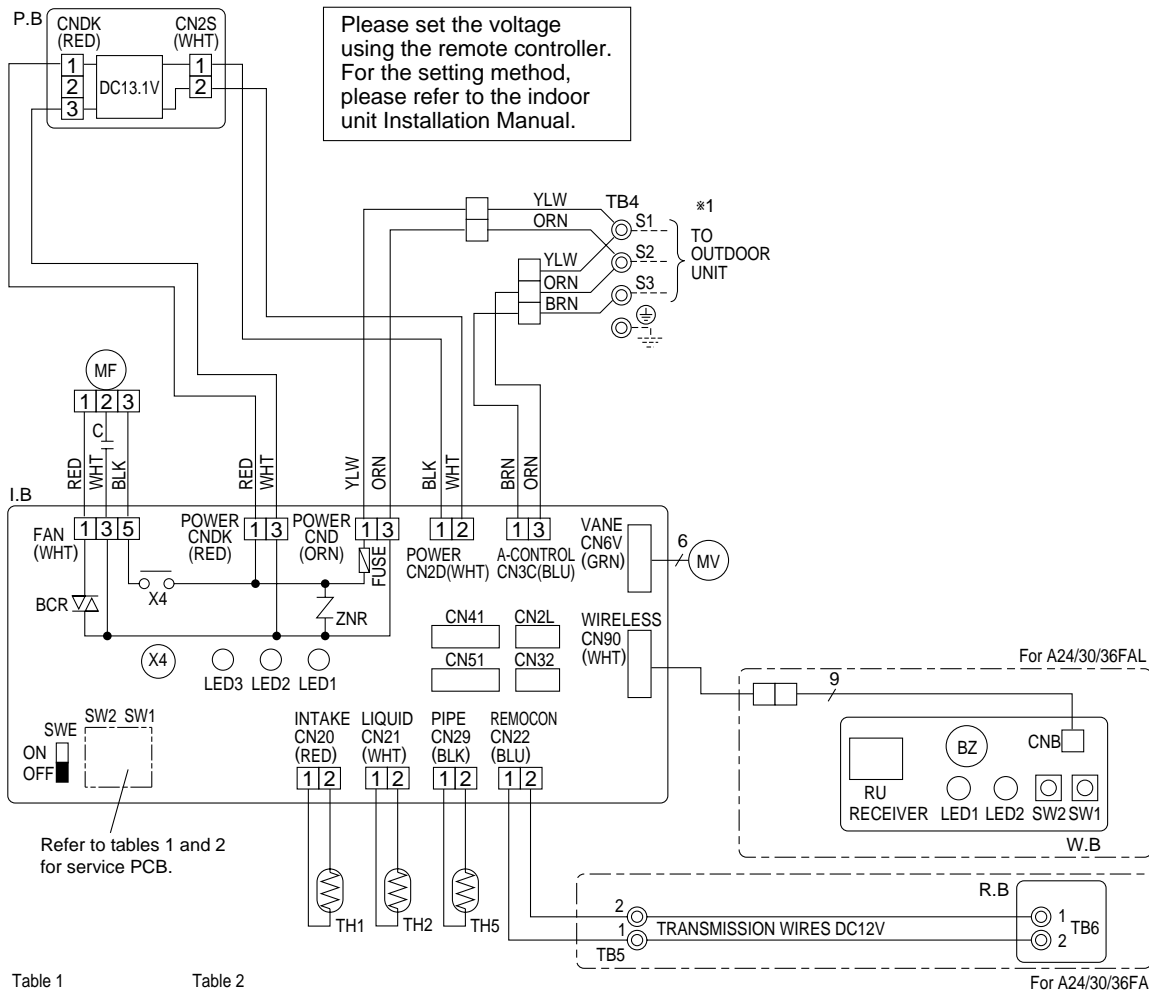 P.B
CNDK
(RED)
CN2S
(WHT)
1
2
3
DC13.1V
1
2
Please set the voltage
using the remote controller.
For the setting method,
please refer to the indoor
unit Installation Manual.
YLW
ORN
TB4
S1
S2
S3
YLW
ORN
BRN
※1
TO
OUTDOOR
UNIT
MF
1 2 3
C
RED
WHT
BLK
RED
WHT
YLW
ORN
BLK
WHT
BRN
ORN
I.B
FAN
(WHT)
1 3 5
POWER
CNDK
(RED)
1 3
POWER
CND
(ORN)
1 3
FUSE
1 2
POWER
CN2D(WHT)
1 3
A-CONTROL
CN3C(BLU)
VANE
CN6V
(GRN)
6
MV
BCR
X4
ZNR
X4
LED3 LED2 LED1
CN41
CN2L
CN51
CN32
WIRELESS
CN90
(WHT)
SWE
ON
OFF
SW2 SW1
INTAKE
CN20
(RED)
1 2
LIQUID
CN21
(WHT)
1 2
PIPE
CN29
(BLK)
1 2
REMOCON
CN22
(BLU)
1 2
Refer to tables 1 and 2
for service PCB.
TH1
TH2
TH5
For A24/30/36FAL
9
CNB
BZ
RU
RECEIVER
LED1 LED2 SW2 SW1
W.B
R.B
2
1
TB5
TRANSMISSION WIRES DC12V
1
2
TB6
For A24/30/36FA
Table 1
Table 2